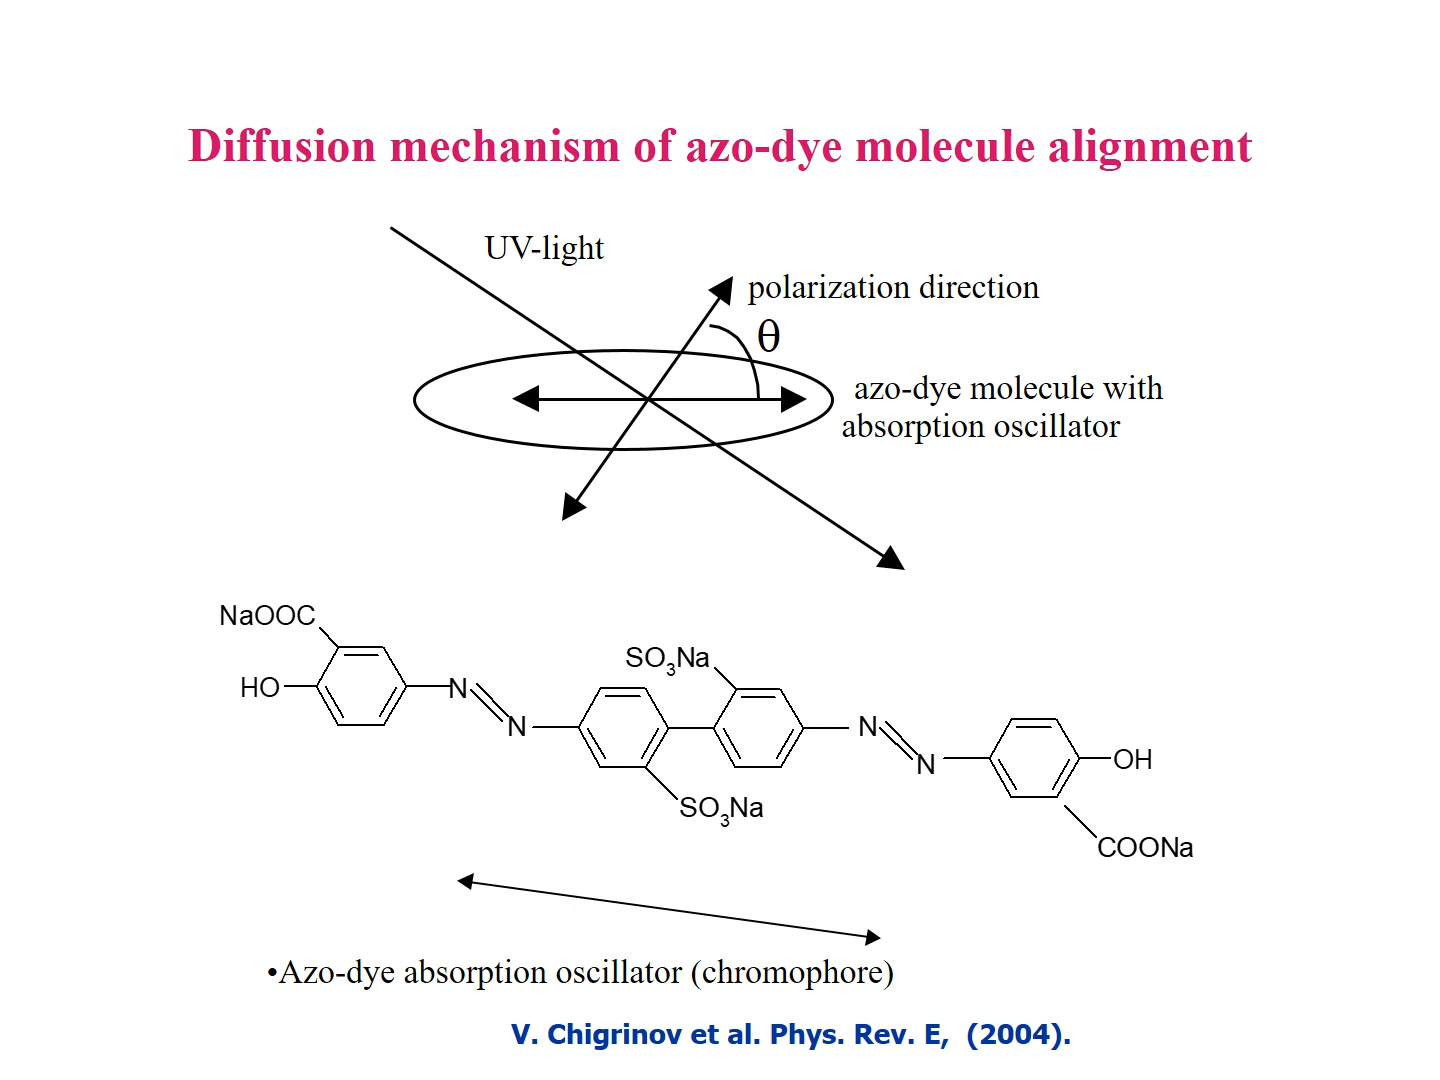 Diffusion mechanism of azo-dye molecule alignment
UV-light
polarization direction
θ
azo-dye molecule with
absorption oscillator
NaOOC
HO
N
N
SO3Na
SO3Na
N
N
OH
COONa
•Azo-dye absorption oscillator (chromophore)
V. Chigrinov et al. Phys. Rev. E, (2004).